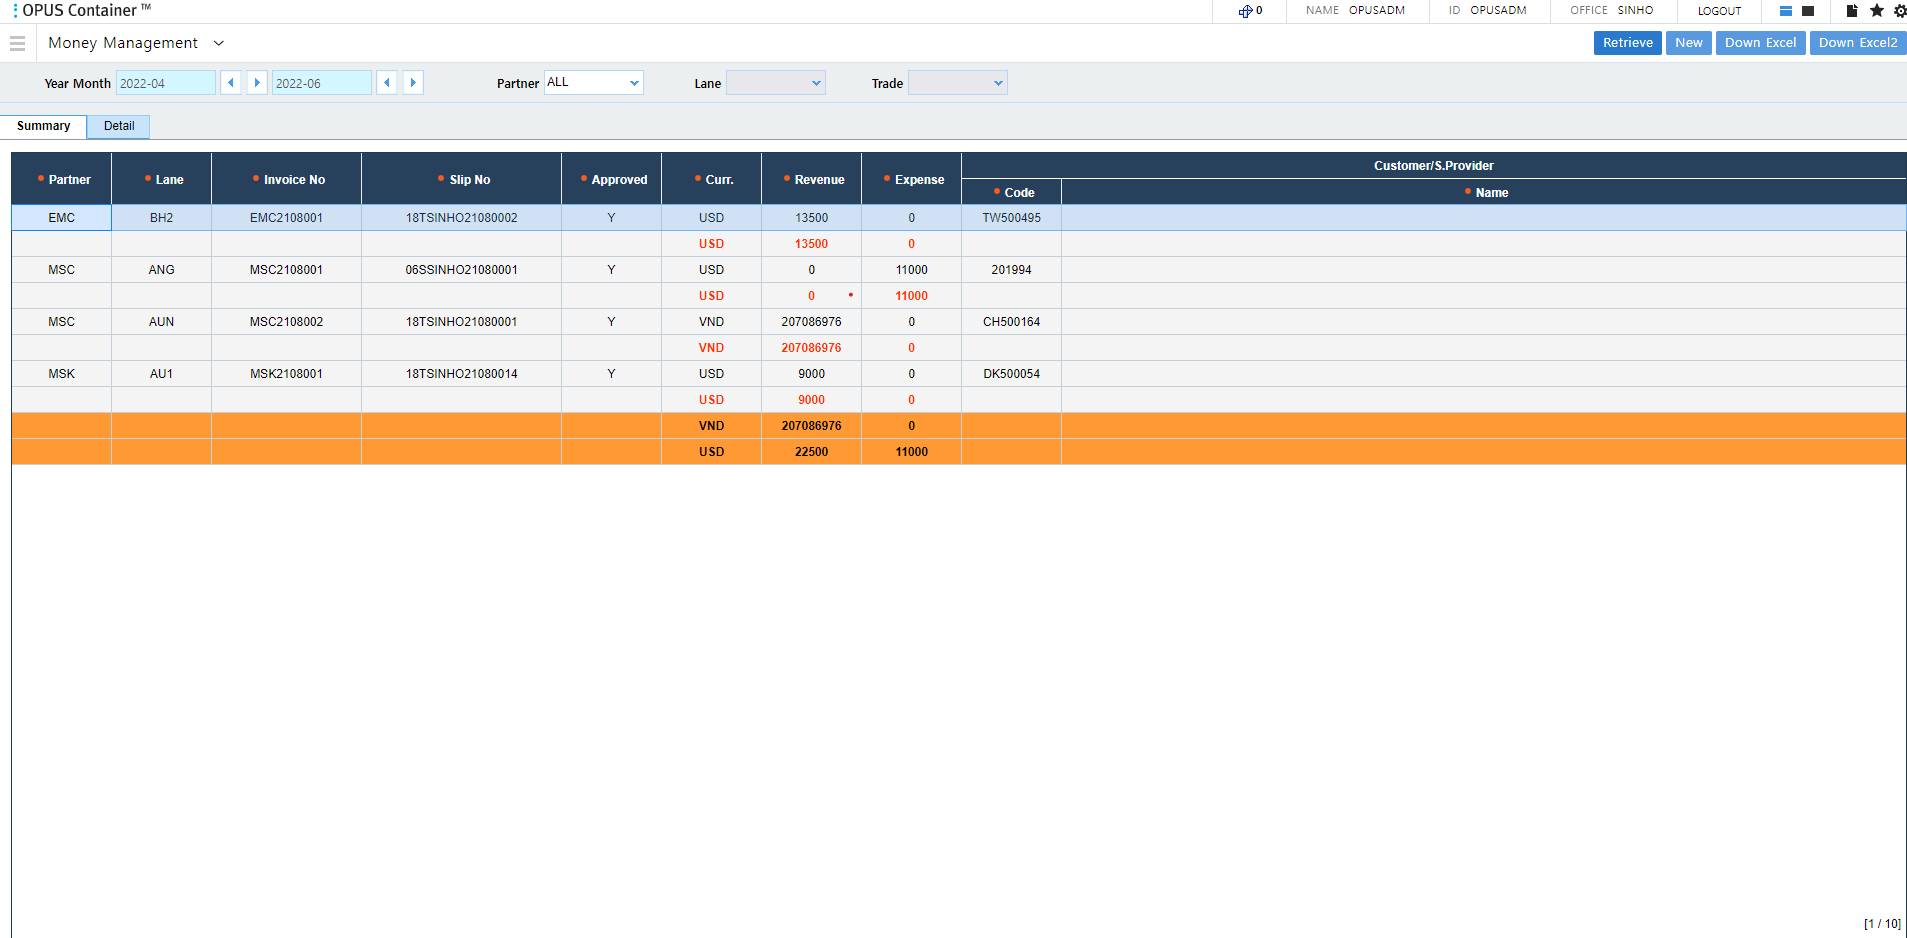 OPUS Container ™ 0 NAME OPUSADM ID OPUSADM OFFICE SINHO LOGOUT
Money Management Retrieve New Down Excel Down Excel2
Year Month 2022-04 2022-06 Partner ALL Lane Trade
Summary Detail
Customer/S.Provider
Partner Lane Invoice No Slip No Approved Curr. Revenue Expense
Code Name
EMC BH2 EMC2108001 18TSINHO21080002 Y USD 13500 0 TW500495
USD 13500 0
MSC ANG MSC2108001 06SSINHO21080001 Y USD 0 11000 201994
USD 0 11000
MSC AUN MSC2108002 18TSINHO21080001 Y VND 207086976 0 CH500164
VND 207086976 0
MSK AU1 MSK2108001 18TSINHO21080014 Y USD 9000 0 DK500054
USD 9000 0
VND 207086976 0
USD 22500 11000
[1 / 10]